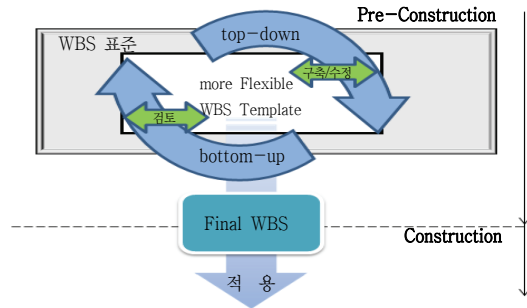 Pre-Construction
WBS 표준
top-down
구축/수정
more Flexible
WBS Template
검토
bottom-up
Final WBS
Construction
적 용